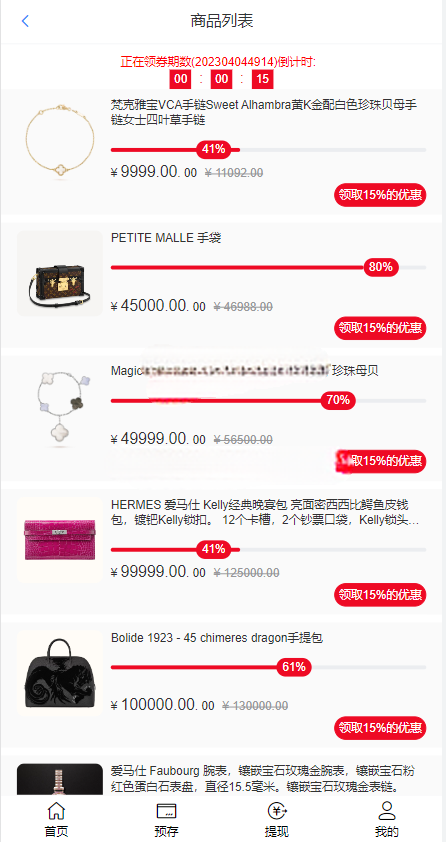 商品列表
正在领券期数(202304044914)倒计时:
00 : 00 : 15
梵克雅宝VCA手链Sweet Alhambra黄K金配白色珍珠贝母手
链女士四叶草手链
41%
¥ 9999.00. 00 ¥ 11092.00
领取15%的优惠
PETITE MALLE 手袋
80%
¥ 45000.00. 00 ¥ 46988.00
领取15%的优惠
Magic 珍珠母贝
70%
¥ 49999.00. 00 ¥ 56500.00
取15%的优惠
HERMES 爱马仕 Kelly经典晚宴包 亮面密西西比鳄鱼皮钱
包，镀钯Kelly锁扣。 12个卡槽，2个钞票口袋，Kelly锁头...
41%
¥ 99999.00. 00 ¥ 125000.00
领取15%的优惠
Bolide 1923 - 45 chimeres dragon手提包
61%
¥ 100000.00. 00 ¥ 130000.00
领取15%的优惠
爱马仕 Faubourg 腕表，镶嵌宝石玫瑰金腕表，镶嵌宝石粉
红色蛋白石表盘，直径15.5毫米。镶嵌宝石玫瑰金表链。
首页 预存 提现 我的